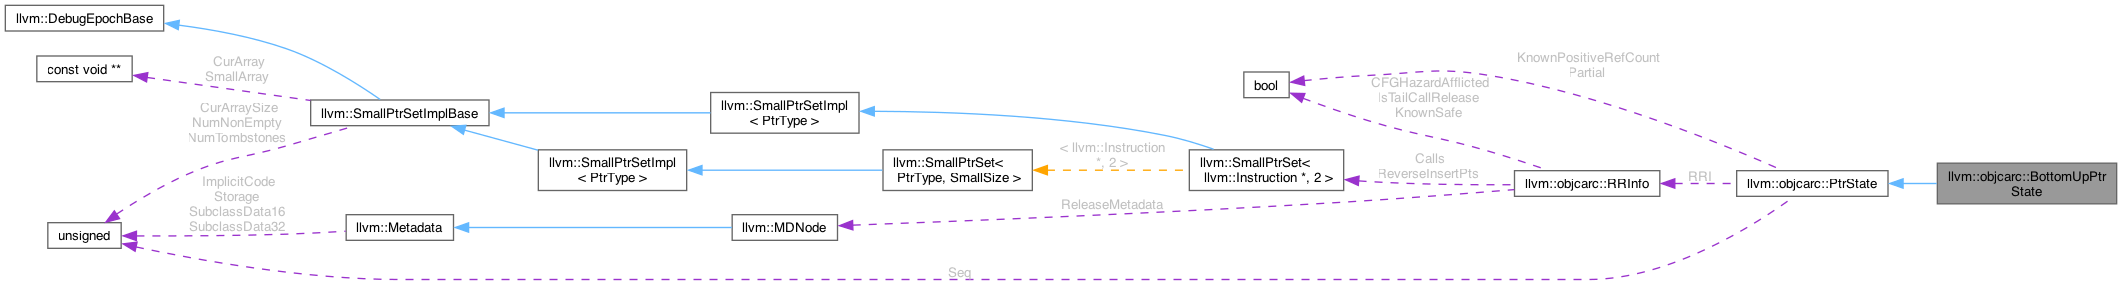 llvm::DebugEpochBase
const void **
CurArray
SmallArray
CurArraySize
NumNonEmpty
NumTombstones
llvm::SmallPtrSetImplBase
llvm::SmallPtrSetImpl
< PtrType >
llvm::SmallPtrSetImpl
< PtrType >
llvm::SmallPtrSet<
PtrType, SmallSize >
< llvm::Instruction
*, 2 >
llvm::SmallPtrSet<
llvm::Instruction *, 2 >
bool
KnownPositiveRefCount
Partial
CFGHazardAfflicted
IsTailCallRelease
KnownSafe
Calls
ReverseInsertPts
llvm::objcarc::RRInfo
RRI
llvm::objcarc::PtrState
llvm::objcarc::BottomUpPtr
State
ImplicitCode
Storage
SubclassData16
SubclassData32
unsigned
llvm::Metadata
llvm::MDNode
ReleaseMetadata
Seq